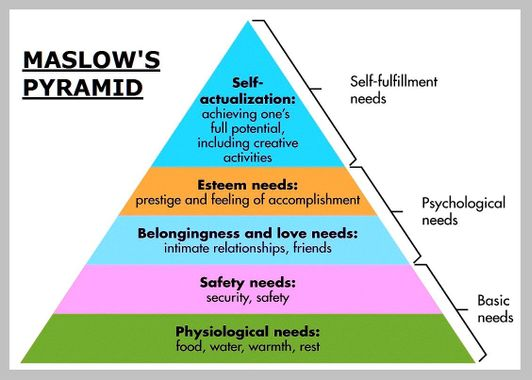 MASLOW'S
PYRAMID
Self-
actualization:
achieving one's
full potential,
including creative
activities
Self-fulfillment
needs
Esteem needs:
prestige and feeling of accomplishment
Belongingness and love needs:
intimate relationships, friends
Psychological
needs
Safety needs:
security, safety
Physiological needs:
food, water, warmth, rest
Basic
needs